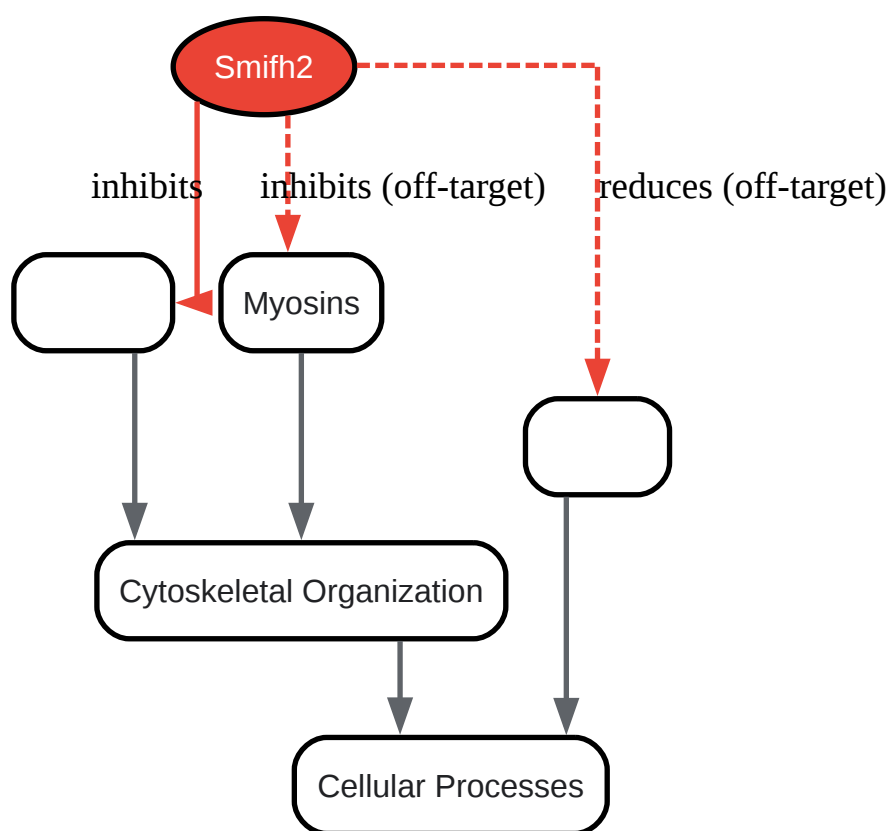 Smifh2
inhibits
inhibits (off-target)
reduces (off-target)
Myosins
Cytoskeletal Organization
Cellular Processes